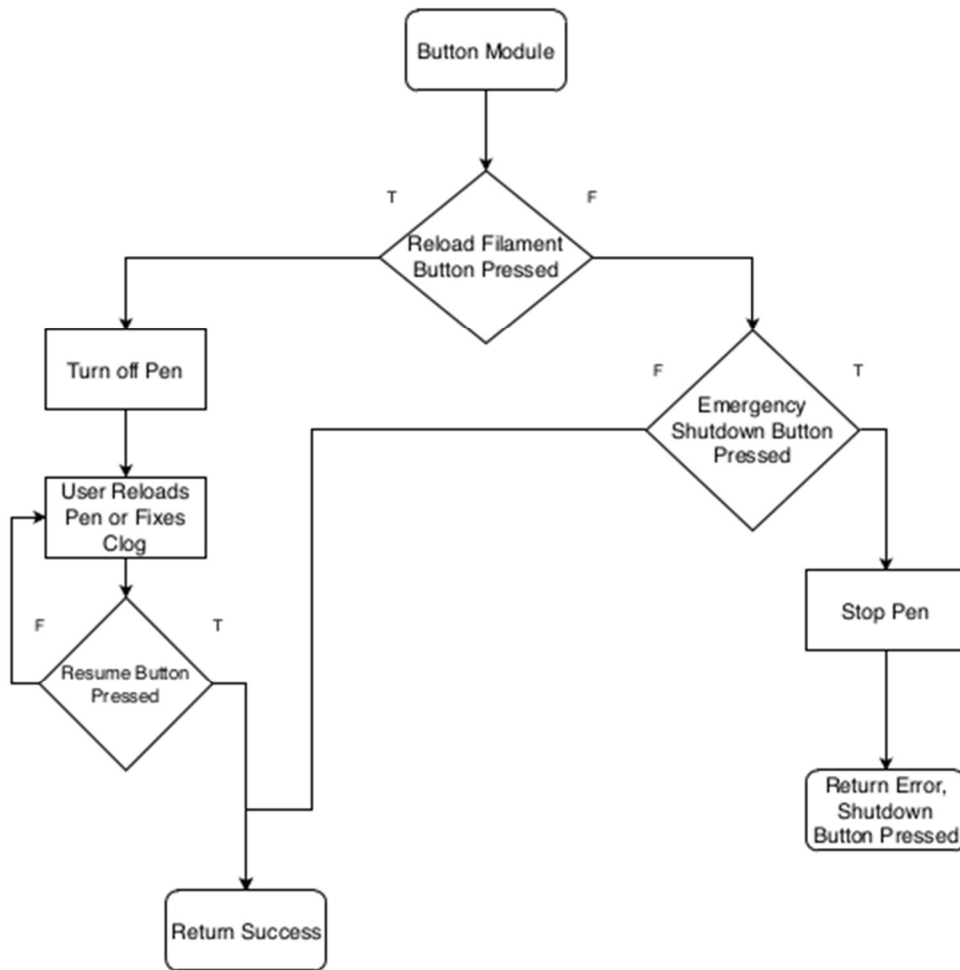 Button Module
T
F
Reload Filament
Button Pressed
Turn off Pen
F
T
Emergency
Shutdown Button
Pressed
User Reloads
Pen or Fixes
Clog
Stop Pen
F
T
Resume Button
Pressed
Return Error,
Shutdown
Button Pressed
Return Success